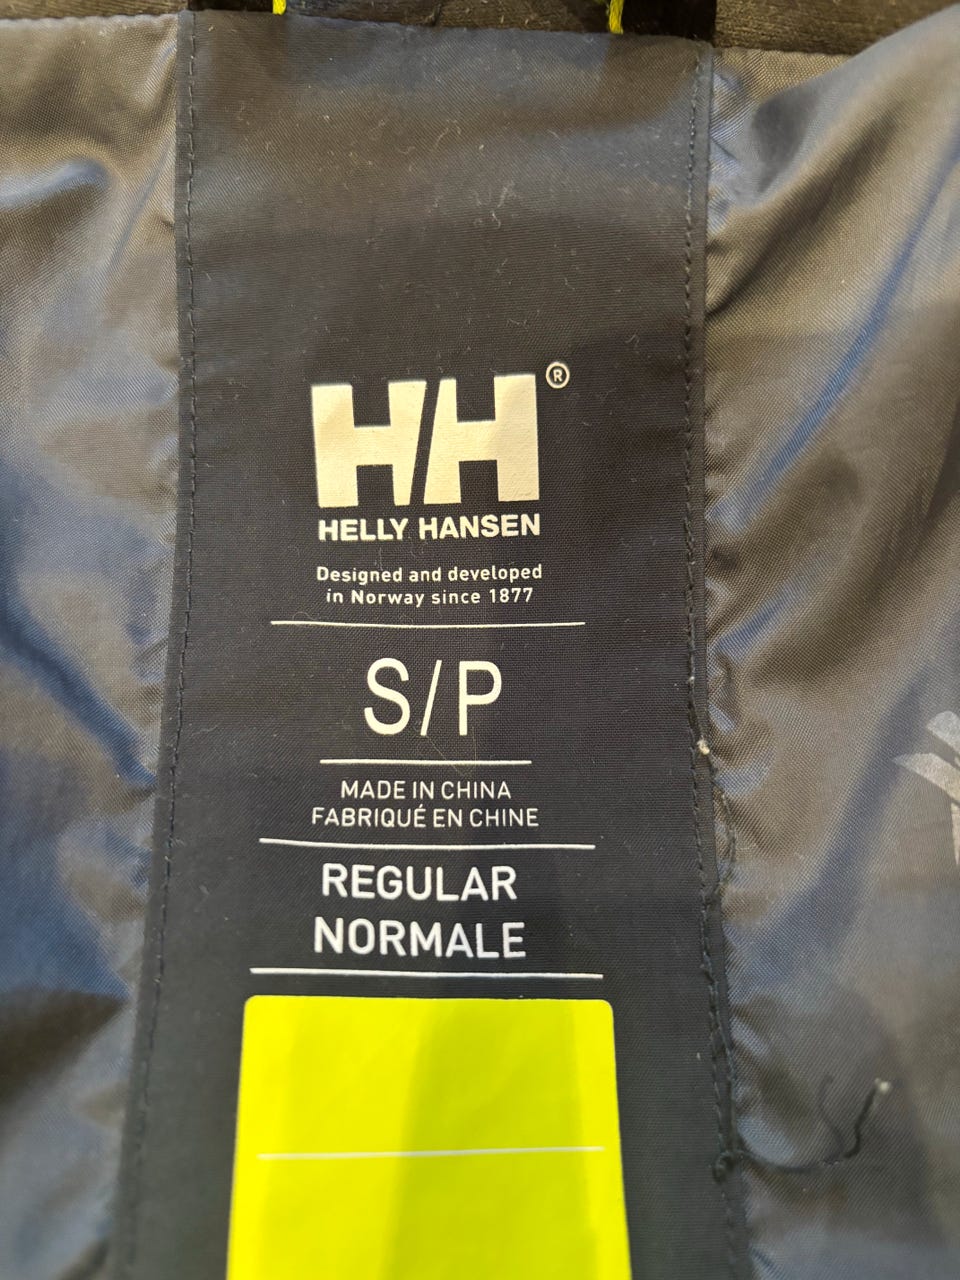 HH®
HELLY HANSEN
Designed and developed
in Norway since 1877
S/P
MADE IN CHINA
FABRIQUÉ EN CHINE
REGULAR
NORMALE